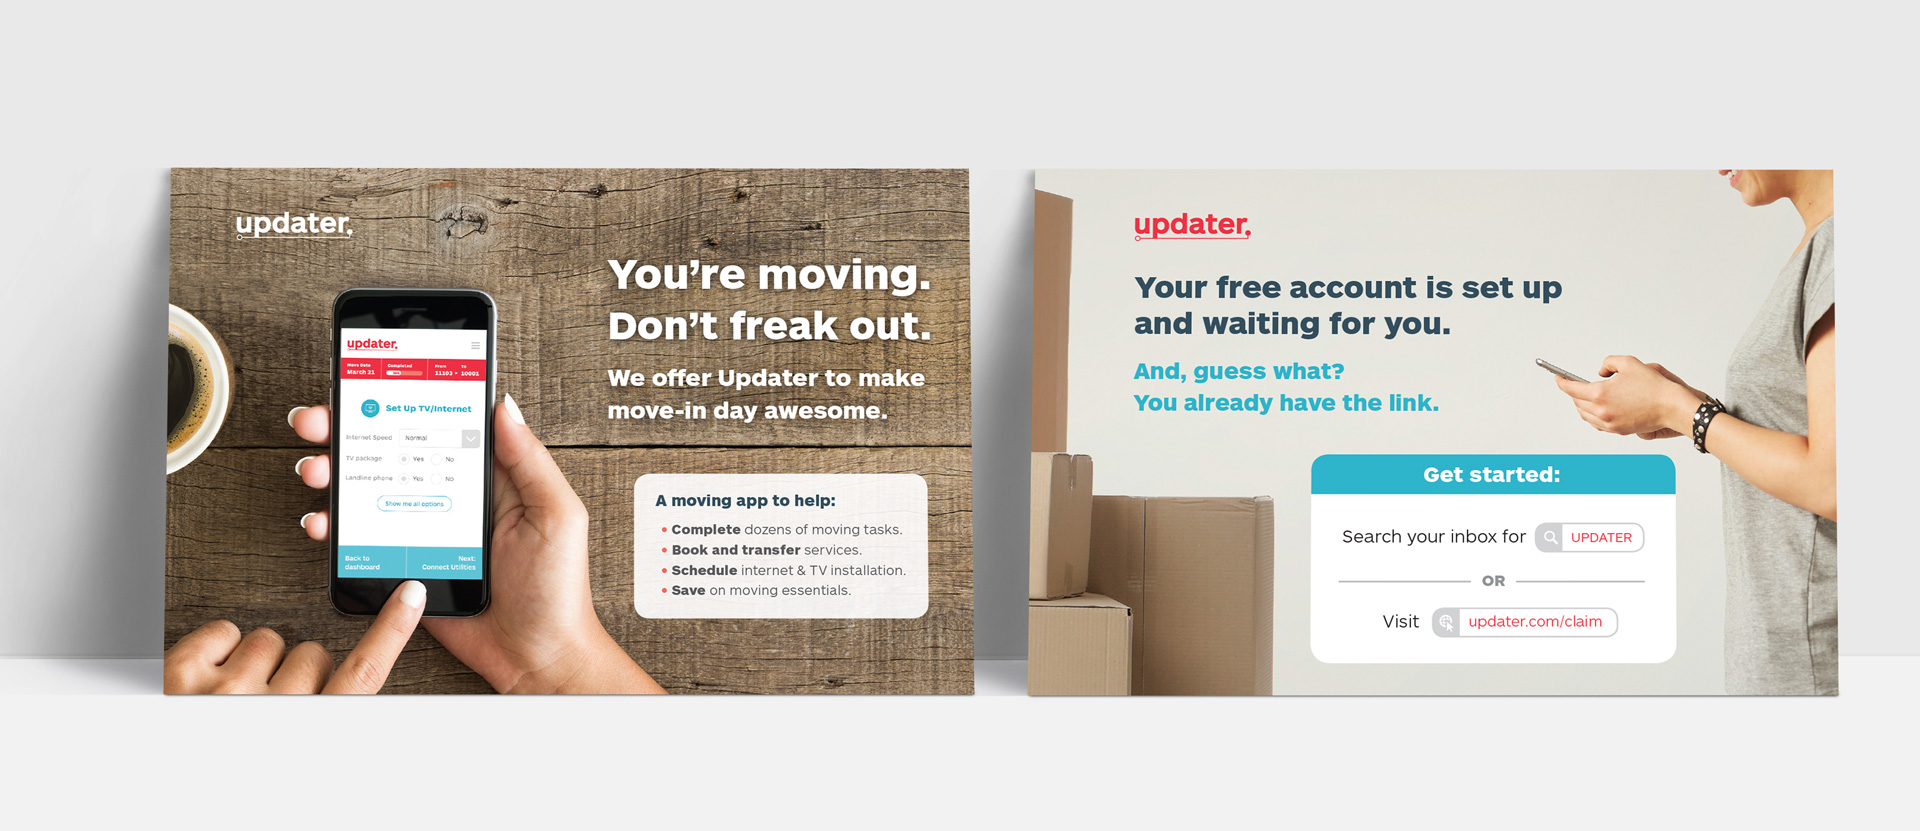 updater.
You're moving.
Don't freak out.
We offer Updater to make
move-in day awesome.
A moving app to help:
• Complete dozens of moving tasks.
• Book and transfer services.
• Schedule internet & TV installation.
• Save on moving essentials.
updater.
Move Date
March 21
Completed
From
11103
To
10001
Set Up TV/Internet
Internet Speed
Normal
TV package
Yes
No
Landline phone
Yes
No
Show me all options
Back to
dashboard
Next:
Connect Utilities
updater.
Your free account is set up
and waiting for you.
And, guess what?
You already have the link.
Get started:
Search your inbox for UPDATER
OR
Visit updater.com/claim